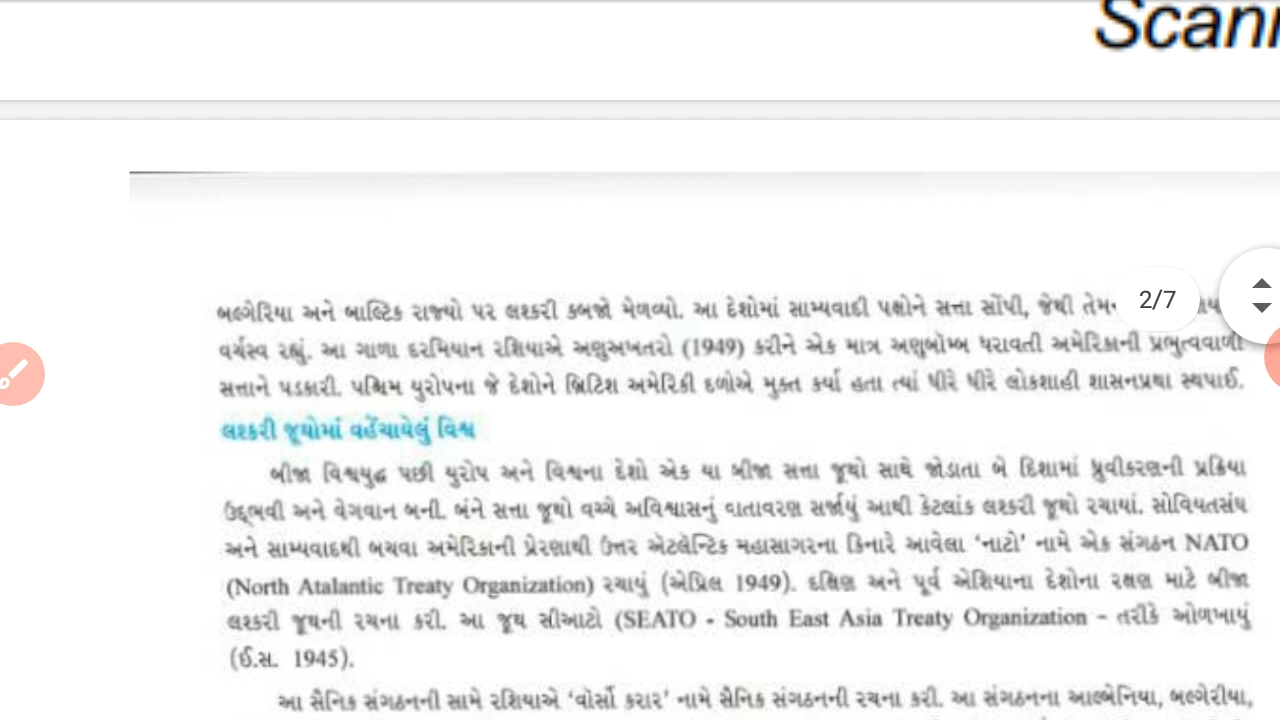 Scan
2/7
બલ્ગેરિયા અને બાલ્ટિક રાજ્યો પર લશ્કરી કબજો મેળવ્યો. આ દેશોમાં સામ્યવાદી પક્ષોને સત્તા સોંપી, જેથી
વર્ચસ્વ રહ્યું. આ ગાળા દરમિયાન રશિયાએ અણુઅખતરો (1949) કરીને એક માત્ર અણુબૉમ્બ ધરાવતી અમેરિકાની પ્રભુત્વવાળી
સત્તાને પડકારી. પશ્ચિમ યુરોપના જે દેશોને બ્રિટિશ અમેરિકી દળોએ મુક્ત કર્યા હતા ત્યાં ધીરે ધીરે લોકશાહી શાસનપ્રથા સ્થપાઈ.
લશ્કરી જૂથોમાં વહેંચાયેલું વિશ્વ
બીજા વિશ્વયુદ્ધ પછી યુરોપ અને વિશ્વના દેશો એક યા બીજા સત્તા જૂથો સાથે જોડાતા બે દિશામાં ધ્રુવીકરણની પ્રક્રિયા
ઉદ્ભવી અને વેગવાન બની. બંને સત્તા જૂથો વચ્ચે અવિશ્વાસનું વાતાવરણ સર્જાયું આથી કેટલાંક લશ્કરી જૂથો રચાયાં. સોવિયતસંઘ
અને સામ્યવાદથી બચવા અમેરિકાની પ્રેરણાથી ઉત્તર ઍટલૅન્ટિક મહાસાગરના કિનારે આવેલા ‘નાટો’ નામે એક સંગઠન NATO
(North Atalantic Treaty Organization) રચાયું (એપ્રિલ 1949). દક્ષિણ અને પૂર્વ એશિયાના દેશોના રક્ષણ માટે બીજા
લશ્કરી જૂથની રચના કરી. આ જૂથ સીઆટો (SEATO - South East Asia Treaty Organization – તરીકે ઓળખાયું
(ઈ.સ. 1945).
આ સૈનિક સંગઠનની સામે રશિયાએ ‘વૉર્સો કરાર’ નામે સૈનિક સંગઠનની રચના કરી. આ સંગઠનના આલ્બેનિયા, બલ્ગેરીયા,